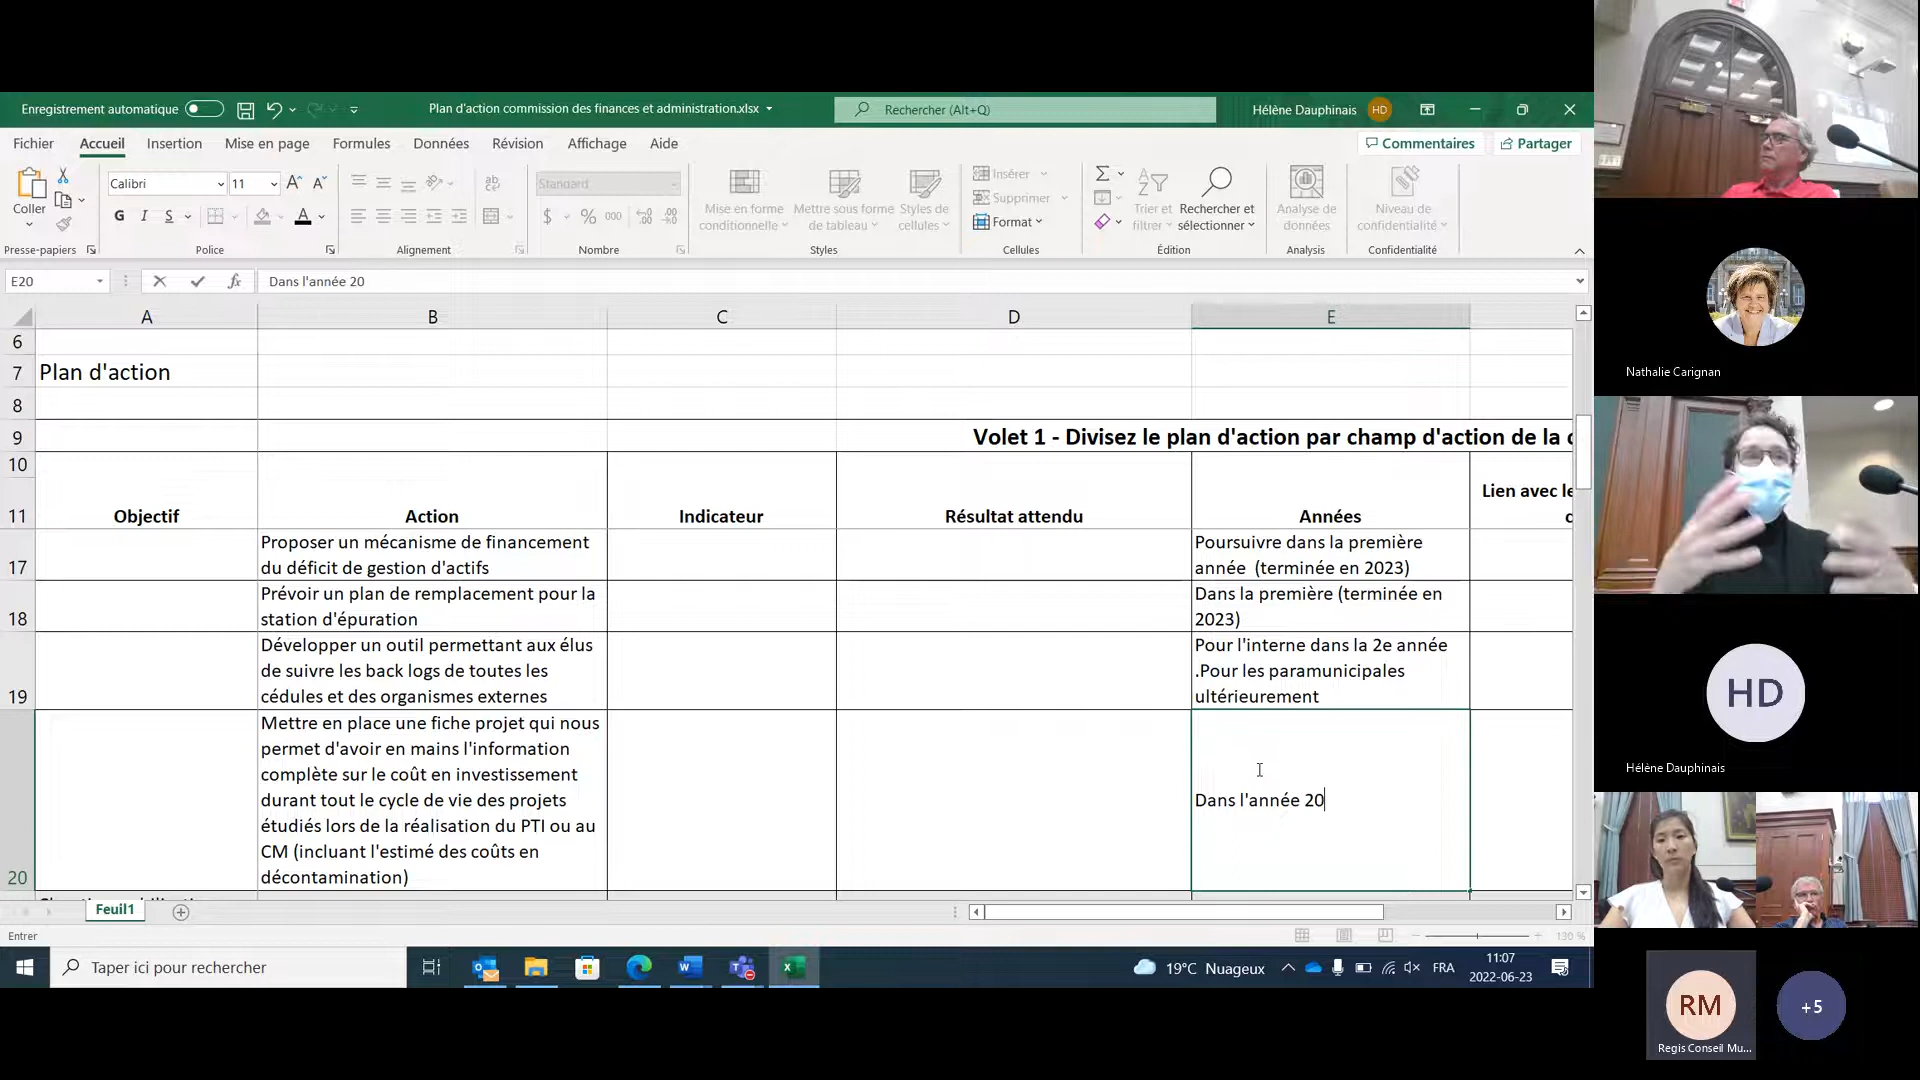 Enregistrement automatique
Plan d'action commission des finances et administration.xlsx
Rechercher (Alt+Q)
Hélène Dauphinais
HD
Fichier
Accueil
Insertion
Mise en page
Formules
Données
Révision
Affichage
Aide
Commentaires
Partager
Coller
Calibri
11
G I S
Standard
$ % 000
Mise en forme
conditionnelle
Mettre sous forme
de tableau
Styles de
cellules
Insérer
Supprimer
Format
Trier et
filtrer
Rechercher et
sélectionner
Analyse de
données
Niveau de
confidentialité
Presse-papiers
Police
Alignement
Nombre
Styles
Cellules
Édition
Analysis
Confidentialité
E20
fx
Dans l'année 20
A B C D E
6
7 Plan d'action
8
9 Volet 1 - Divisez le plan d'action par champ d'action de la
10
Lien avec le
11 Objectif Action Indicateur Résultat attendu Années
Proposer un mécanisme de financement
du déficit de gestion d'actifs
Poursuivre dans la première
année (terminée en 2023)
17
Prévoir un plan de remplacement pour la
station d'épuration
Dans la première (terminée en
2023)
18
Développer un outil permettant aux élus
de suivre les back logs de toutes les
cédules et des organismes externes
Pour l'interne dans la 2e année
.Pour les paramunicipales
ultérieurement
19
Mettre en place une fiche projet qui nous
permet d'avoir en mains l'information
complète sur le coût en investissement
durant tout le cycle de vie des projets
étudiés lors de la réalisation du PTI ou au
CM (incluant l'estimé des coûts en
décontamination)
Dans l'année 20
20
Feuil1
Entrer
130 %
Taper ici pour rechercher
19°C Nuageux
FRA
11:07
2022-06-23
Nathalie Carignan
HD
Hélène Dauphinais
RM
Regis Conseil Mu...
+5